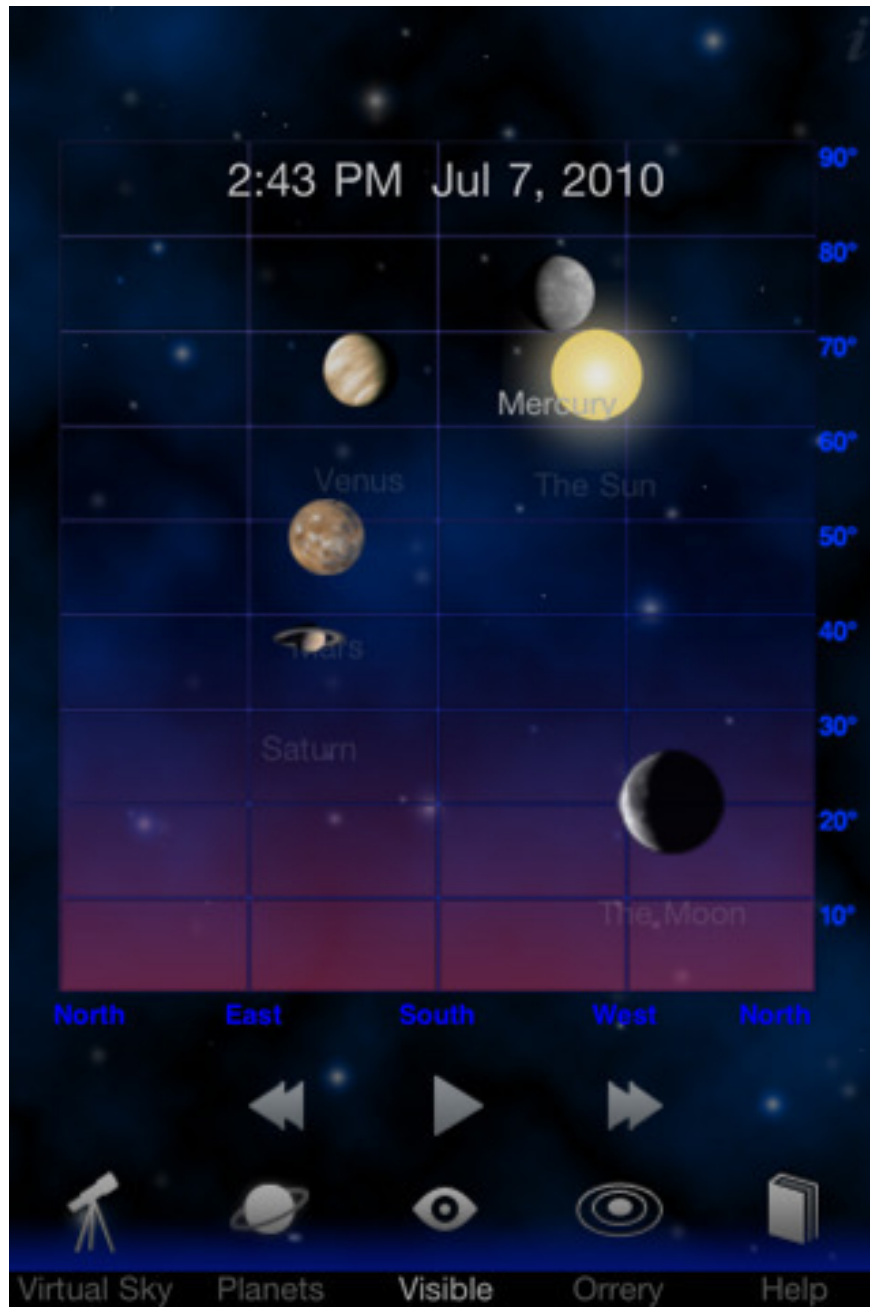 i
2:43 PM Jul 7, 2010
90°
80°
70°
Mercury
60°
Venus
The Sun
50°
40°
Mars
30°
Saturn
20°
The Moon
10°
North East South West North
Virtual Sky Planets Visible Orrery Help